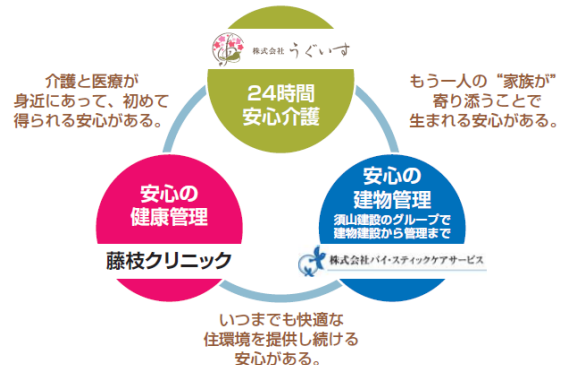 株式会社 うぐいす
24時間
安心介護
介護と医療が
身近にあって、初めて
得られる安心がある。
もう一人の“家族が”
寄り添うことで
生まれる安心がある。
安心の
健康管理
藤枝クリニック
安心の
建物管理
須山建設のグループで
建物建設から管理まで
株式会社バイ・スティックケアサービス
いつまでも快適な
住環境を提供し続ける
安心がある。